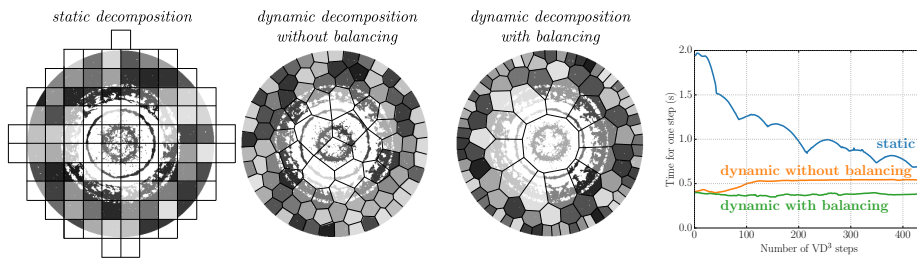 static decomposition
dynamic decomposition
without balancing
dynamic decomposition
with balancing
2.0
1.5
1.0
0.5
0.0
Time for one step (s)
static
dynamic without balancing
dynamic with balancing
0 100 200 300 400
Number of VD³ steps